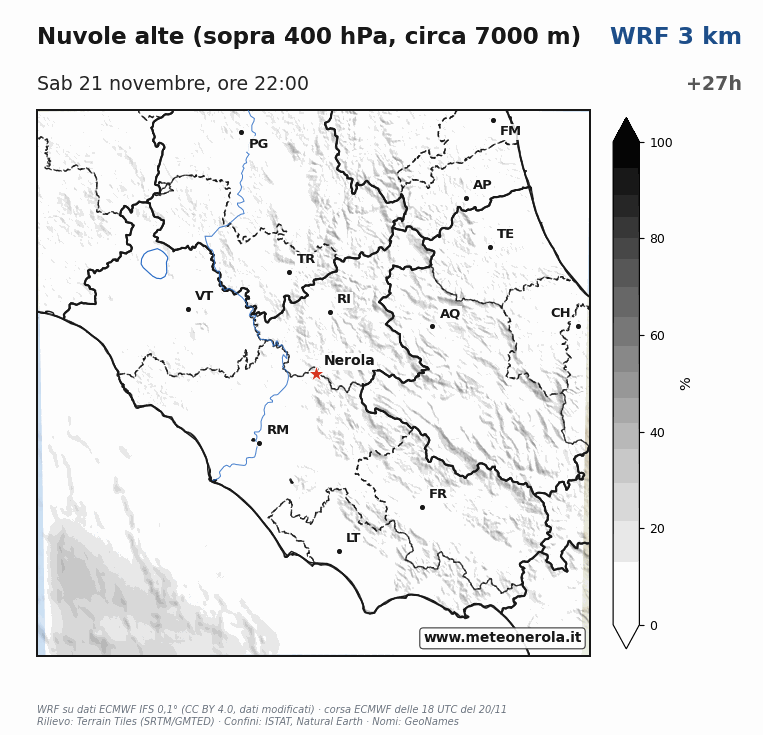 Nuvole alte (sopra 400 hPa, circa 7000 m) WRF 3 km
Sab 21 novembre, ore 22:00 +27h
FM
PG
AP
TE
TR
VT
RI
AQ
CH
Nerola
RM
FR
LT
www.meteonerola.it
100
80
60
40
20
0
%
WRF su dati ECMWF IFS 0,1° (CC BY 4.0, dati modificati) · corsa ECMWF delle 18 UTC del 20/11
Rilievo: Terrain Tiles (SRTM/GMTED) · Confini: ISTAT, Natural Earth · Nomi: GeoNames